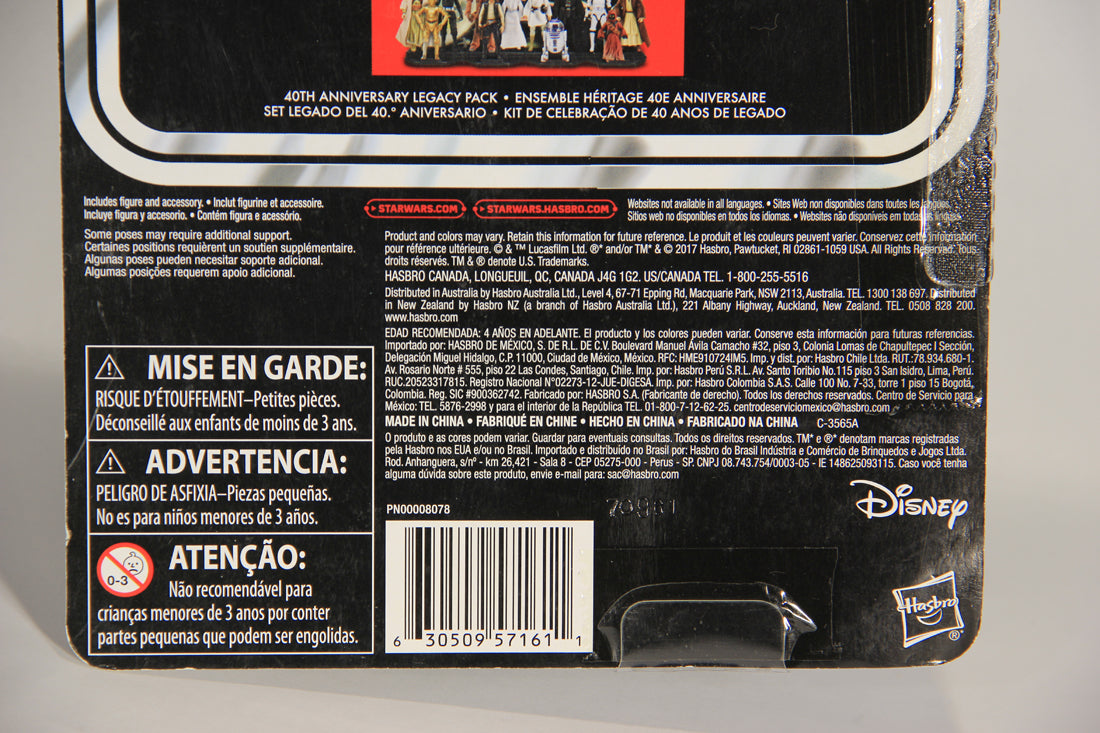 40TH ANNIVERSARY LEGACY PACK • ENSEMBLE HÉRITAGE 40E ANNIVERSAIRE
SET LEGADO DEL 40.º ANIVERSARIO • KIT DE CELEBRAÇÃO DE 40 ANOS DE LEGADO
Includes figure and accessory. • Inclut figurine et accessoire.
Incluye figura y accesorio. • Contém figura e acessório.
Some poses may require additional support.
Certaines positions requièrent un soutien supplémentaire.
Algunas poses pueden necesitar soporte adicional.
Algumas posições requerem apoio adicional.
STARWARS.COM
STARWARS.HASBRO.COM
Websites not available in all languages. • Sites Web non disponibles dans toutes les langues.
Sitios web no disponibles en todos los idiomas. • Websites não disponíveis em todas as línguas.
Product and colors may vary. Retain this information for future reference. Le produit et les couleurs peuvent varier. Conservez cette information
pour référence ultérieure. © & ™ Lucasfilm Ltd. ®* and/or TM* & © 2017 Hasbro, Pawtucket, RI 02861-1059 USA. All Rights Reserved. Tous
droits réservés. TM & ® denote U.S. Trademarks.
HASBRO CANADA, LONGUEUIL, QC, CANADA J4G 1G2. US/CANADA TEL. 1-800-255-5516
Distributed in Australia by Hasbro Australia Ltd., Level 4, 67-71 Epping Rd, Macquarie Park, NSW 2113, Australia. TEL. 1300 138 697. Distributed
in New Zealand by Hasbro NZ (a branch of Hasbro Australia Ltd.), 221 Albany Highway, Auckland, New Zealand. TEL. 0508 828 200.
www.hasbro.com
EDAD RECOMENDADA: 4 AÑOS EN ADELANTE. El producto y los colores pueden variar. Conserve esta información para futuras referencias.
Importado por: HASBRO DE MÉXICO, S. DE R.L. DE C.V. Boulevard Manuel Ávila Camacho #32, piso 3, Colonia Lomas de Chapultepec I Sección,
Delegación Miguel Hidalgo, C.P. 11000, Ciudad de México, México. RFC: HME910724IM5. Imp. y dist. por: Hasbro Chile Ltda. RUT.:78.934.680-1.
Av. Rosario Norte # 555, piso 22 Las Condes, Santiago, Chile. Imp. por: Hasbro Perú S.R.L. Av. Santo Toribio No.115 piso 3 San Isidro, Lima, Perú.
RUC.20523317815. Registro Nacional N°02273-12-JUE-DIGESA. Imp. por: Hasbro Colombia S.A.S. Calle 100 No. 7-33, torre 1 piso 15 Bogotá,
Colombia. Reg. SIC #900362742. Fabricado por: HASBRO S.A. (Fabricante de derecho). Todos los derechos reservados. Centro de Servicio para
México: TEL. 5876-2998 y para el interior de la República TEL. 01-800-7-12-62-25. centrodeserviciomexico@hasbro.com
MADE IN CHINA • FABRIQUÉ EN CHINE • HECHO EN CHINA • FABRICADO NA CHINA C-3565A
O produto e as cores podem variar. Guardar para eventuais consultas. Todos os direitos reservados. TM* e ®* denotam marcas registradas
pela Hasbro nos EUA e/ou no Brasil. Importado e distribuído no Brasil por: Hasbro do Brasil Indústria e Comércio de Brinquedos e Jogos Ltda.
Rod. Anhanguera, s/nº - km 26,421 - Sala 8 - CEP 05275-000 - Perus - SP. CNPJ 08.743.754/0003-05 - IE 148625093115. Caso você tenha
alguma dúvida sobre este produto, envie e-mail para: sac@hasbro.com
MISE EN GARDE:
RISQUE D'ÉTOUFFEMENT–Petites pièces.
Déconseillé aux enfants de moins de 3 ans.
ADVERTENCIA:
PELIGRO DE ASFIXIA–Piezas pequeñas.
No es para niños menores de 3 años.
0-3
ATENÇÃO:
Não recomendável para
crianças menores de 3 anos por conter
partes pequenas que podem ser engolidas.
PN00008078
6 30509 57161 1
Disney
Hasbro
®